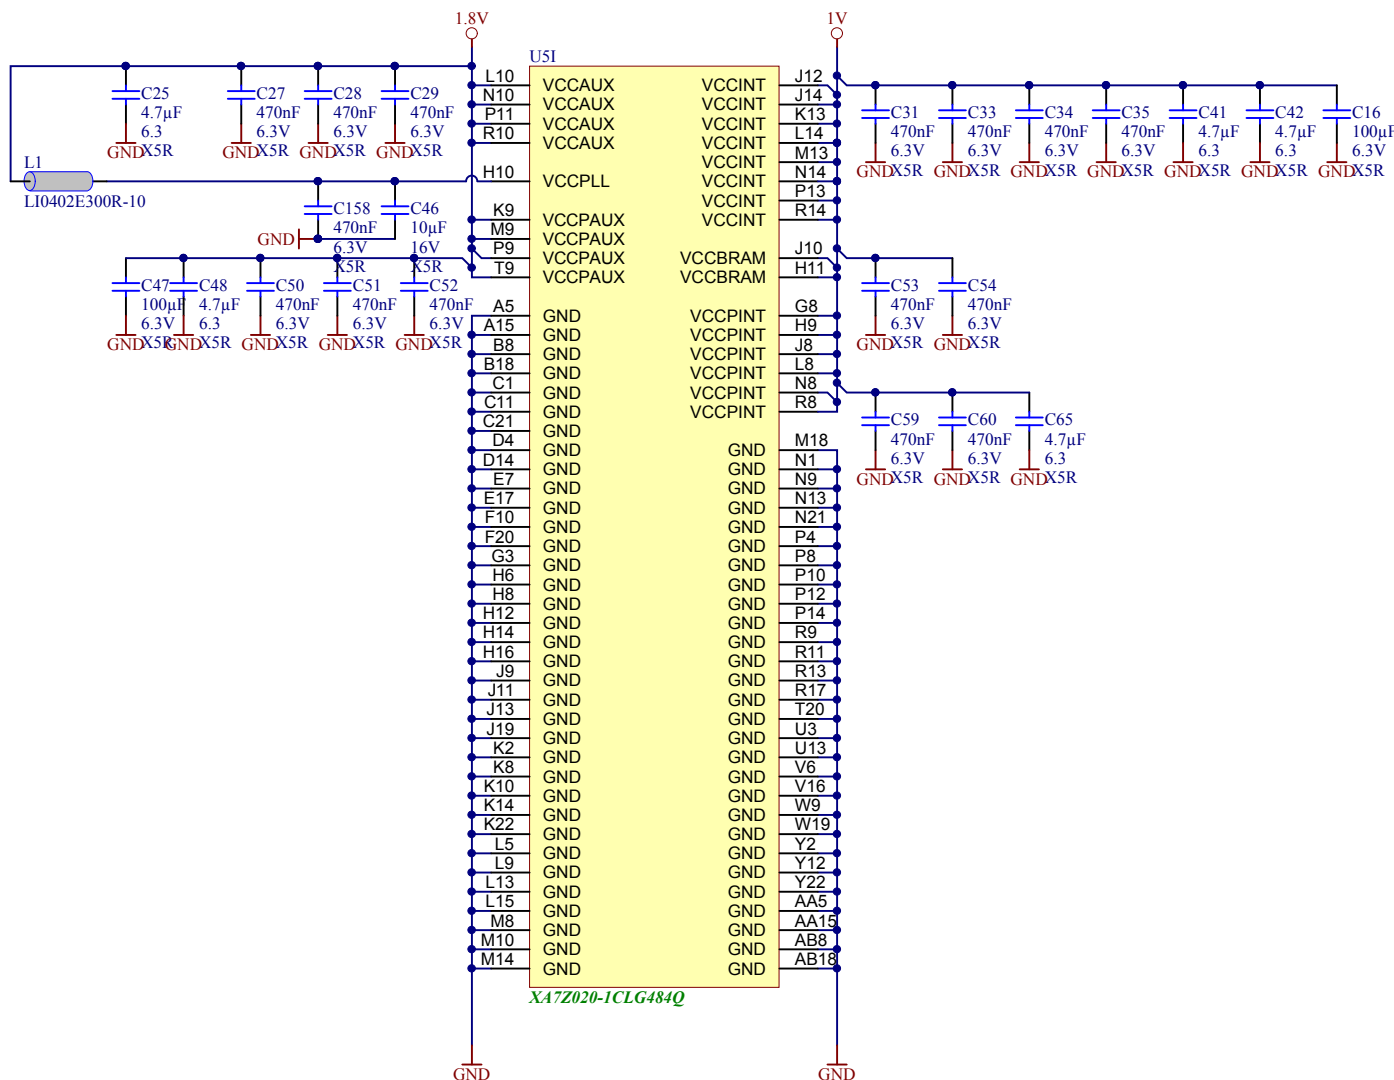 1.8V
1V
U5I
L10 VCCAUX VCCINT J12
N10 VCCAUX VCCINT J14
P11 VCCAUX VCCINT K13
R10 VCCAUX VCCINT L14
VCCINT M13
H10 VCCPLL VCCINT N14
VCCINT P13
K9 VCCPAUX VCCINT R14
M9 VCCPAUX
P9 VCCPAUX VCCBRAM J10
T9 VCCPAUX VCCBRAM H11
A5 GND VCCPINT G8
A15 GND VCCPINT H9
B8 GND VCCPINT J8
B18 GND VCCPINT L8
C1 GND VCCPINT N8
C11 GND VCCPINT R8
C21 GND
D4 GND GND M18
D14 GND GND N1
E7 GND GND N9
E17 GND GND N13
F10 GND GND N21
F20 GND GND P4
G3 GND GND P8
H6 GND GND P10
H8 GND GND P12
H12 GND GND P14
H14 GND GND R9
H16 GND GND R11
J9 GND GND R13
J11 GND GND R17
J13 GND GND T20
J19 GND GND U3
K2 GND GND U13
K8 GND GND V6
K10 GND GND V16
K14 GND GND W9
K22 GND GND W19
L5 GND GND Y2
L9 GND GND Y12
L13 GND GND Y22
L15 GND GND AA5
M8 GND GND AA15
M10 GND GND AB8
M14 GND GND AB18
XA7Z020-1CLG484Q
GND
GND
C25
4.7µF
6.3
X5R
GND
C27
470nF
6.3V
X5R
GND
C28
470nF
6.3V
X5R
GND
C29
470nF
6.3V
X5R
GND
L1
LI0402E300R-10
C158
470nF
6.3V
X5R
GND
C46
10µF
16V
X5R
C47
100µF
6.3V
X5R
GND
C48
4.7µF
6.3
X5R
GND
C50
470nF
6.3V
X5R
GND
C51
470nF
6.3V
X5R
GND
C52
470nF
6.3V
X5R
GND
C31
470nF
6.3V
X5R
GND
C33
470nF
6.3V
X5R
GND
C34
470nF
6.3V
X5R
GND
C35
470nF
6.3V
X5R
GND
C41
4.7µF
6.3
X5R
GND
C42
4.7µF
6.3
X5R
GND
C16
100µF
6.3V
X5R
GND
C53
470nF
6.3V
X5R
GND
C54
470nF
6.3V
X5R
GND
C59
470nF
6.3V
X5R
GND
C60
470nF
6.3V
X5R
GND
C65
4.7µF
6.3
X5R
GND